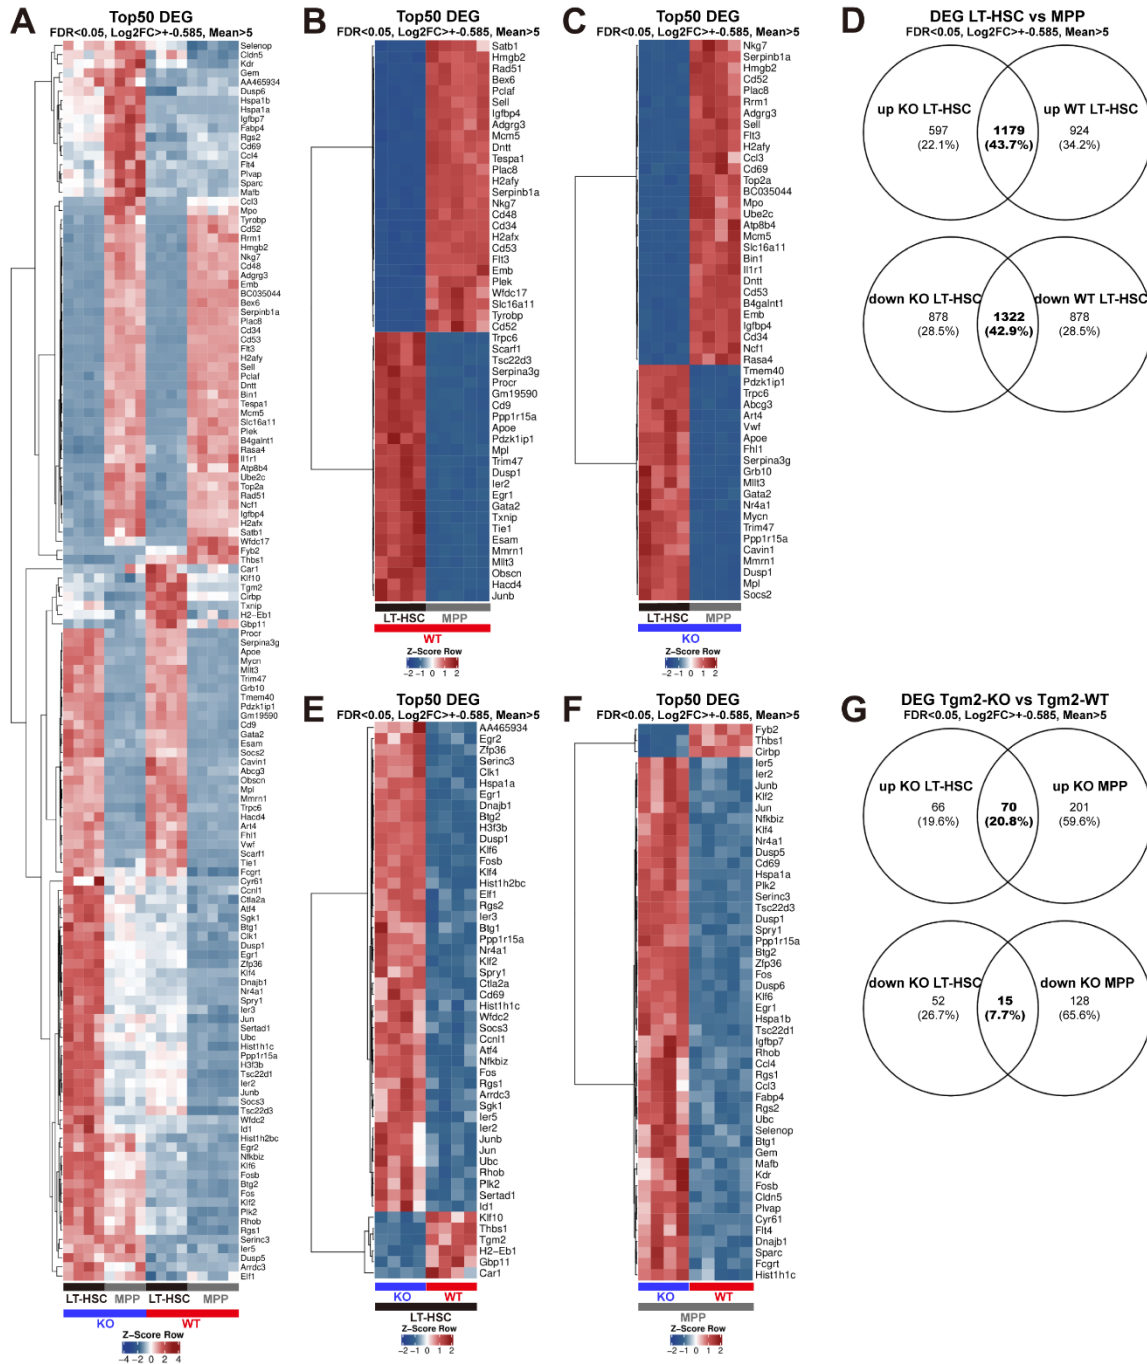 A
Selenop
Cldn5
Kdr
Gem
AA465934
Dusp6
Hspa1b
Hspa1a
Igfbp7
Fabp4
Rgs2
Cd69
Ccl4
Flt4
Plvap
Sparc
Mafb
Ccl3
Mpo
Tyrobp
Cd52
Rrm1
Hmgb2
Nkg7
Cd48
Adgrg3
Emb
BC035044
Bex6
Serpinb1a
Plac8
Cd34
Cd53
Flt3
H2afy
Sell
Pclaf
Dntt
Bin1
Tespa1
Mcm5
Slc16a11
Plek
B4galnt1
Rasa4
Il1r1
Atp8b4
Ube2c
Top2a
Rad51
Ncf1
Igfbp4
H2afx
Satb1
Wfdc17
Fyb2
Thbs1
Car1
Klf10
Tgm2
Cirbp
Txnip
H2−Eb1
Gbp11
Procr
Serpina3g
Apoe
Mycn
Mllt3
Trim47
Grb10
Tmem40
Pdzk1ip1
Gm19590
Cd9
Gata2
Esam
Socs2
Cavin1
Abcg3
Obscn
Mpl
Mmrn1
Trpc6
Hacd4
Art4
Fhl1
Vwf
Scarf1
Tie1
Fcgrt
Cyr61
Ccnl1
Ctla2a
Atf4
Sgk1
Btg1
Clk1
Dusp1
Egr1
Zfp36
Klf4
Dnajb1
Nr4a1
Spry1
Ier3
Jun
Sertad1
Ubc
Hist1h1c
Ppp1r15a
H3f3b
Tsc22d1
Ier2
Junb
Socs3
Tsc22d3
Wfdc2
Id1
Hist1h2bc
Egr2
Nfkbiz
Klf6
Fosb
Btg2
Fos
Klf2
Plk2
Rhob
Rgs1
Serinc3
Ier5
Dusp5
Arrdc3
Elf1
Top50 DEG
FDR<0.05, Log2FC>+-0.585, Mean>5
LT-HSC MPP LT-HSC MPP
KO WT
Z−Score Row
−4 −2 0 2 4
B
Top50 DEG
FDR<0.05, Log2FC>+-0.585, Mean>5
Satb1
Hmgb2
Rad51
Bex6
Pclaf
Sell
Igfbp4
Adgrg3
Mcm5
Dntt
Tespa1
Plac8
H2afy
Serpinb1a
Nkg7
Cd48
Cd34
H2afx
Cd53
Flt3
Emb
Plek
Wfdc17
Slc16a11
Tyrobp
Cd52
Trpc6
Scarf1
Tsc22d3
Serpina3g
Procr
Gm19590
Cd9
Ppp1r15a
Apoe
Pdzk1ip1
Mpl
Trim47
Dusp1
Ier2
Egr1
Gata2
Txnip
Tie1
Esam
Mmrn1
Mllt3
Obscn
Hacd4
Junb
LT-HSC MPP
WT
Z−Score Row
−2 −1 0 1 2
C
Top50 DEG
FDR<0.05, Log2FC>+-0.585, Mean>5
Nkg7
Serpinb1a
Hmgb2
Cd52
Plac8
Rrm1
Adgrg3
Sell
Flt3
H2afy
Ccl3
Cd69
Top2a
BC035044
Mpo
Ube2c
Atp8b4
Mcm5
Slc16a11
Bin1
Il1r1
Dntt
Cd53
B4galnt1
Emb
Igfbp4
Cd34
Ncf1
Rasa4
Tmem40
Pdzk1ip1
Trpc6
Abcg3
Art4
Vwf
Apoe
Fhl1
Serpina3g
Grb10
Mllt3
Gata2
Nr4a1
Mycn
Trim47
Ppp1r15a
Cavin1
Mmrn1
Dusp1
Mpl
Socs2
LT-HSC MPP
KO
Z−Score Row
−2 −1 0 1 2
D
DEG LT-HSC vs MPP
FDR<0.05, Log2FC>+-0.585, Mean>5
up KO LT-HSC up WT LT-HSC
597 1179 924
(22.1%) (43.7%) (34.2%)
down KO LT-HSC down WT LT-HSC
878 1322 878
(28.5%) (42.9%) (28.5%)
E
Top50 DEG
FDR<0.05, Log2FC>+-0.585, Mean>5
AA465934
Egr2
Zfp36
Serinc3
Clk1
Hspa1a
Egr1
Dnajb1
Btg2
H3f3b
Dusp1
Klf6
Fosb
Klf4
Hist1h2bc
Elf1
Rgs2
Ier3
Btg1
Ppp1r15a
Nr4a1
Klf2
Spry1
Ctla2a
Cd69
Hist1h1c
Wfdc2
Socs3
Ccnl1
Atf4
Nfkbiz
Fos
Rgs1
Arrdc3
Sgk1
Ier5
Ier2
Junb
Jun
Ubc
Rhob
Plk2
Sertad1
Id1
Klf10
Thbs1
Tgm2
H2−Eb1
Gbp11
Car1
KO WT
LT-HSC
Z−Score Row
−2 −1 0 1 2
F
Top50 DEG
FDR<0.05, Log2FC>+-0.585, Mean>5
Fyb2
Thbs1
Cirbp
Ier5
Ier2
Junb
Klf2
Jun
Nfkbiz
Klf4
Nr4a1
Dusp5
Cd69
Hspa1a
Plk2
Serinc3
Tsc22d3
Dusp1
Spry1
Ppp1r15a
Btg2
Zfp36
Fos
Dusp6
Klf6
Egr1
Hspa1b
Tsc22d1
Igfbp7
Rhob
Ccl4
Rgs1
Ccl3
Fabp4
Rgs2
Ubc
Selenop
Btg1
Gem
Mafb
Kdr
Fosb
Cldn5
Plvap
Cyr61
Flt4
Dnajb1
Sparc
Fcgrt
Hist1h1c
KO WT
MPP
Z−Score Row
−2 −1 0 1 2
G
DEG Tgm2-KO vs Tgm2-WT
FDR<0.05, Log2FC>+-0.585, Mean>5
up KO LT-HSC up KO MPP
66 70 201
(19.6%) (20.8%) (59.6%)
down KO LT-HSC down KO MPP
52 15 128
(26.7%) (7.7%) (65.6%)